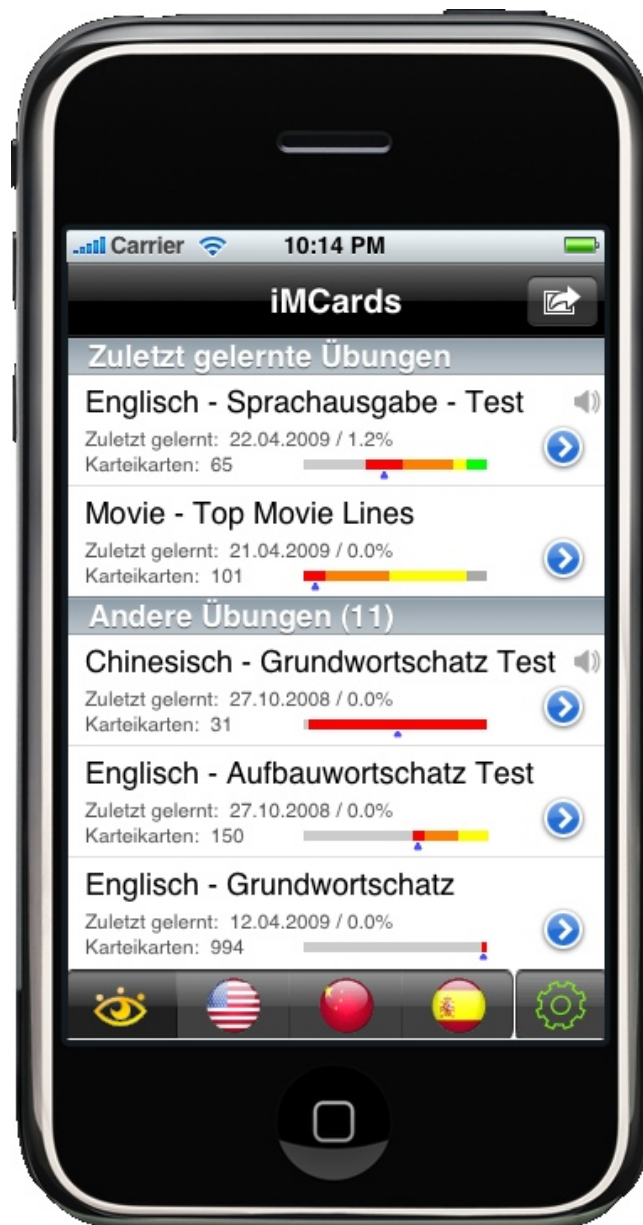 Carrier 10:14 PM
iMCards
Zuletzt gelernte Übungen
Englisch - Sprachausgabe - Test
Zuletzt gelernt: 22.04.2009 / 1.2%
Karteikarten: 65
Movie - Top Movie Lines
Zuletzt gelernt: 21.04.2009 / 0.0%
Karteikarten: 101
Andere Übungen (11)
Chinesisch - Grundwortschatz Test
Zuletzt gelernt: 27.10.2008 / 0.0%
Karteikarten: 31
Englisch - Aufbauwortschatz Test
Zuletzt gelernt: 27.10.2008 / 0.0%
Karteikarten: 150
Englisch - Grundwortschatz
Zuletzt gelernt: 12.04.2009 / 0.0%
Karteikarten: 994